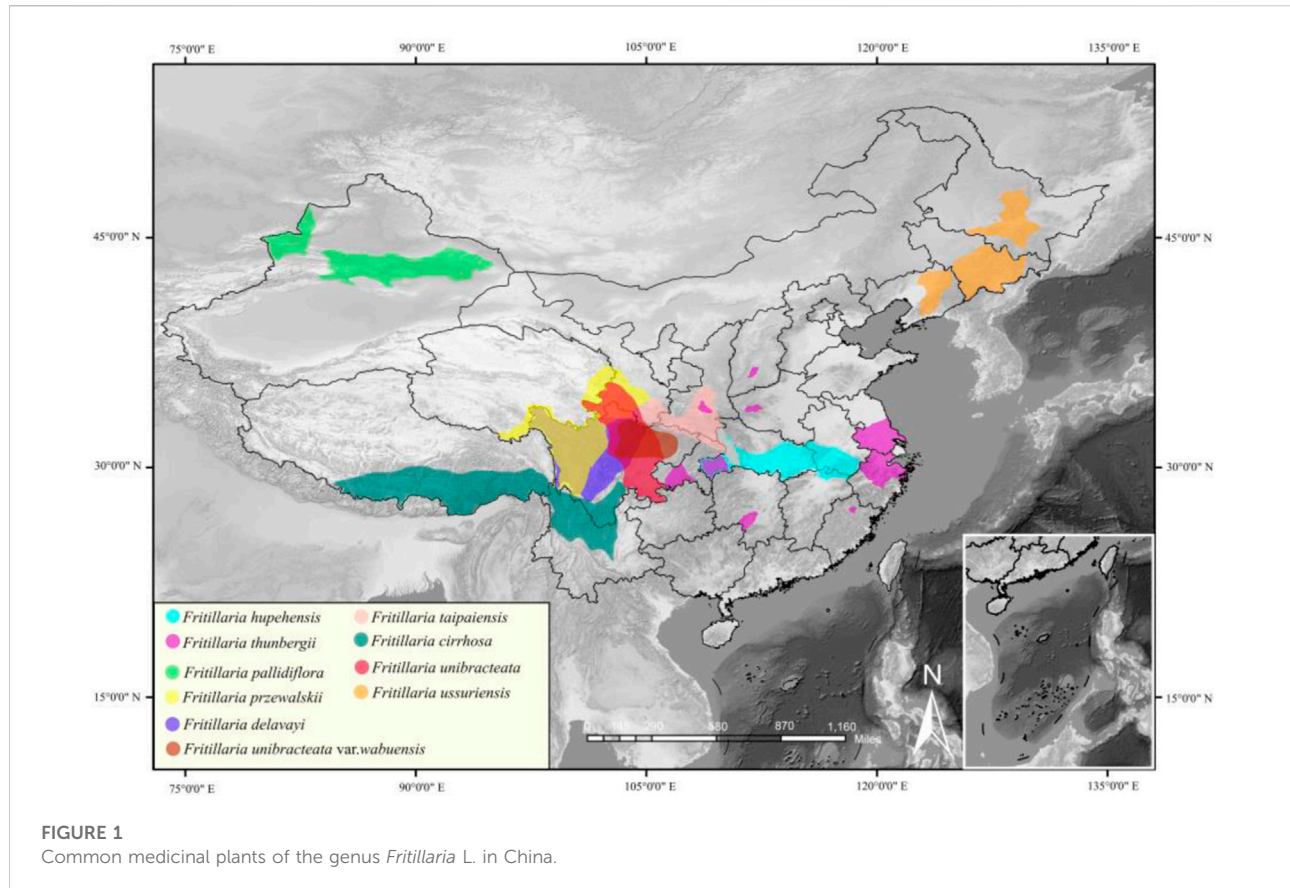 75°0'0" E 90°0'0" E 105°0'0" E 120°0'0" E 135°0'0" E
45°0'0" N 45°0'0" N
30°0'0" N 30°0'0" N
15°0'0" N 15°0'0" N
Fritillaria hupehensis
Fritillaria thunbergii
Fritillaria pallidiflora
Fritillaria przewalskii
Fritillaria delavayi
Fritillaria unibracteata var.wabuensis
Fritillaria taipaiensis
Fritillaria cirrhosa
Fritillaria unibracteata
Fritillaria ussuriensis
N
0 145 290 580 870 1,160
Miles
75°0'0" E 90°0'0" E 105°0'0" E 120°0'0" E 135°0'0" E
FIGURE 1
Common medicinal plants of the genus Fritillaria L. in China.